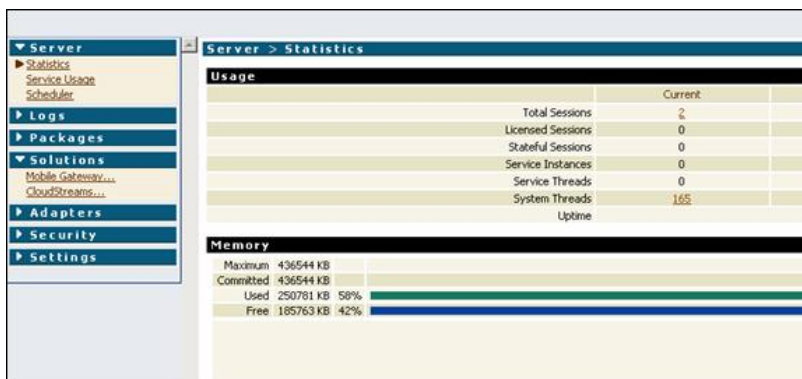 Server
Statistics
Service Usage
Scheduler
Logs
Packages
Solutions
Mobile Gateway...
CloudStreams...
Adapters
Security
Settings
Server > Statistics
Usage
Current
Total Sessions 2
Licensed Sessions 0
Stateful Sessions 0
Service Instances 0
Service Threads 0
System Threads 165
Uptime
Memory
Maximum 436544 KB
Committed 436544 KB
Used 250781 KB 58%
Free 185763 KB 42%